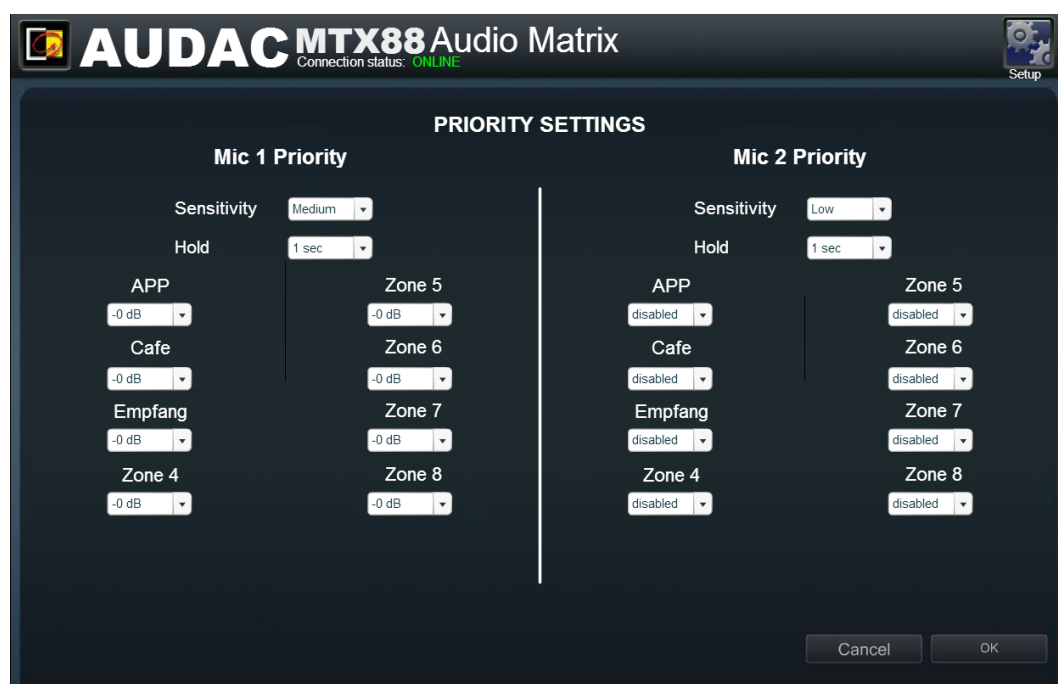 AUDAC MTX88 Audio Matrix
Connection status: ONLINE
Setup
PRIORITY SETTINGS
Mic 1 Priority
Sensitivity Medium
Hold 1 sec
APP Zone 5
-0 dB -0 dB
Cafe Zone 6
-0 dB -0 dB
Empfang Zone 7
-0 dB -0 dB
Zone 4 Zone 8
-0 dB -0 dB
Mic 2 Priority
Sensitivity Low
Hold 1 sec
APP Zone 5
disabled disabled
Cafe Zone 6
disabled disabled
Empfang Zone 7
disabled disabled
Zone 4 Zone 8
disabled disabled
Cancel OK